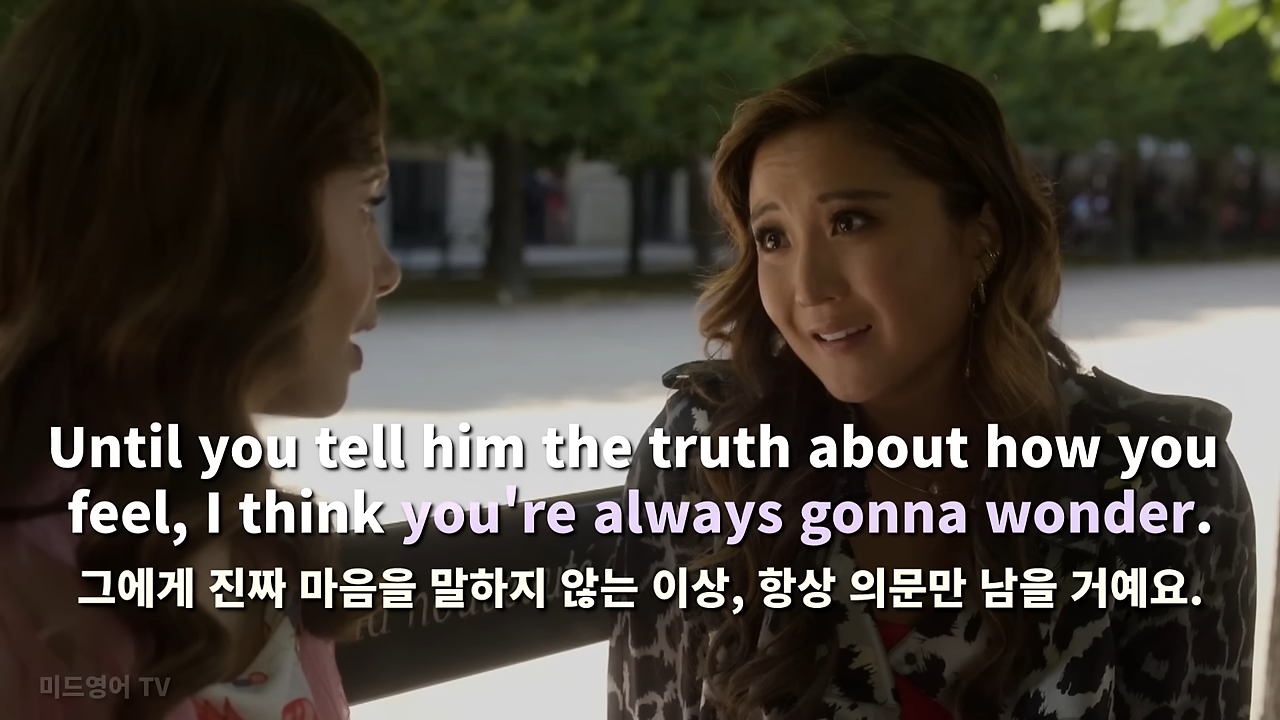 Until you tell him the truth about how you
feel, I think you're always gonna wonder.
그에게 진짜 마음을 말하지 않는 이상, 항상 의문만 남을 거예요.
미드영어 TV